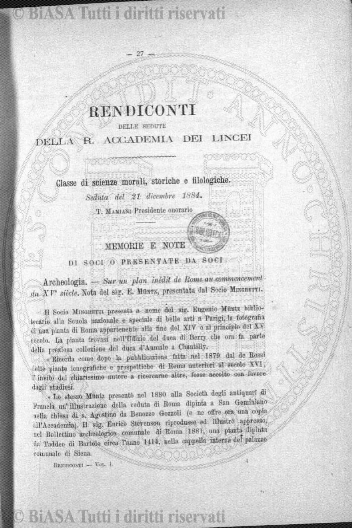 © BiASA Tutti i diritti riservati
— 27 —
RENDICONTI
DELLE SEDUTE
DELLA R. ACCADEMIA DEI LINCEI
Classe di scienze morali, storiche e filologiche.
Seduta del 21 dicembre 1884.
T. MAMIANI Presidente onorario
MEMORIE E NOTE
DI SOCI O PRESENTATE DA SOCI
Archeologia. — Sur un plan inédit de Rome au commencement
du XVe siècle. Nota del sig. E. MÜNTZ, presentata dal Socio MINGHETTI.
Il Socio MINGHETTI presenta a nome del sig. Eugenio Müntz biblio-
tecario alla Scuola nazionale e speciale di belle arti a Parigi, la fotografia
di una pianta di Roma appartenente alla fine del XIV o al principio del XV
secolo. La pianta trovasi nell'Uffizio del duca di Berry che ora fa parte
della preziosa collezione del duca d'Aumale a Chantilly.
« Eravi come dopo la pubblicazione fatta nel 1879 dal de Rossi
delle piante iconografiche e prospettiche di Roma anteriori al secolo XVI,
l'invito del chiarissimo autore a ricercarne altre, fosse accolto con favore
dagli studiosi.
« Lo stesso Müntz presentò nel 1880 alla Società degli antiquari di
Francia un'illustrazione della veduta di Roma dipinta a San Gemignano
nella chiesa di s. Agostino da Benozzo Gozzoli (e ne offre ora una copia
all'Accademia). Il sig. Enrico Stevenson riprodusse ed illustrò appresso,
nel Bullettino archeologico comunale di Roma 1881, una pianta dipinta
da Taddeo di Bartolo circa l'anno 1414, nella cappella interna del palazzo
comunale di Siena.
RENDICONTI — VOL. I.
© BiASA Tutti i diritti riservati